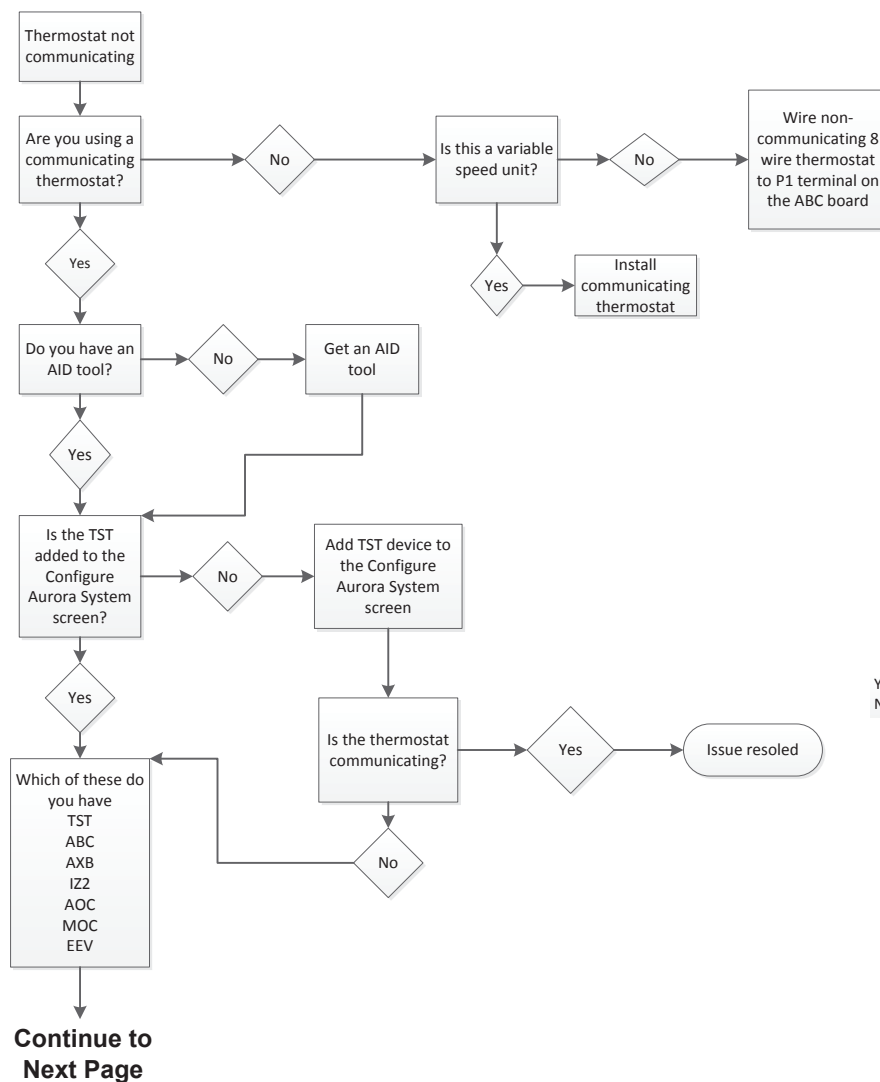 Thermostat not
communicating
Are you using a
communicating
thermostat?
No
Is this a variable
speed unit?
No
Wire non-
communicating 8
wire thermostat
to P1 terminal on
the ABC board
Yes
Yes
Install
communicating
thermostat
Do you have an
AID tool?
No
Get an AID
tool
Yes
Is the TST
added to the
Configure
Aurora System
screen?
No
Add TST device to
the Configure
Aurora System
screen
Yes
Is the thermostat
communicating?
Yes
Issue resoled
No
Which of these do
you have
TST
ABC
AXB
IZ2
AOC
MOC
EEV
Continue to
Next Page